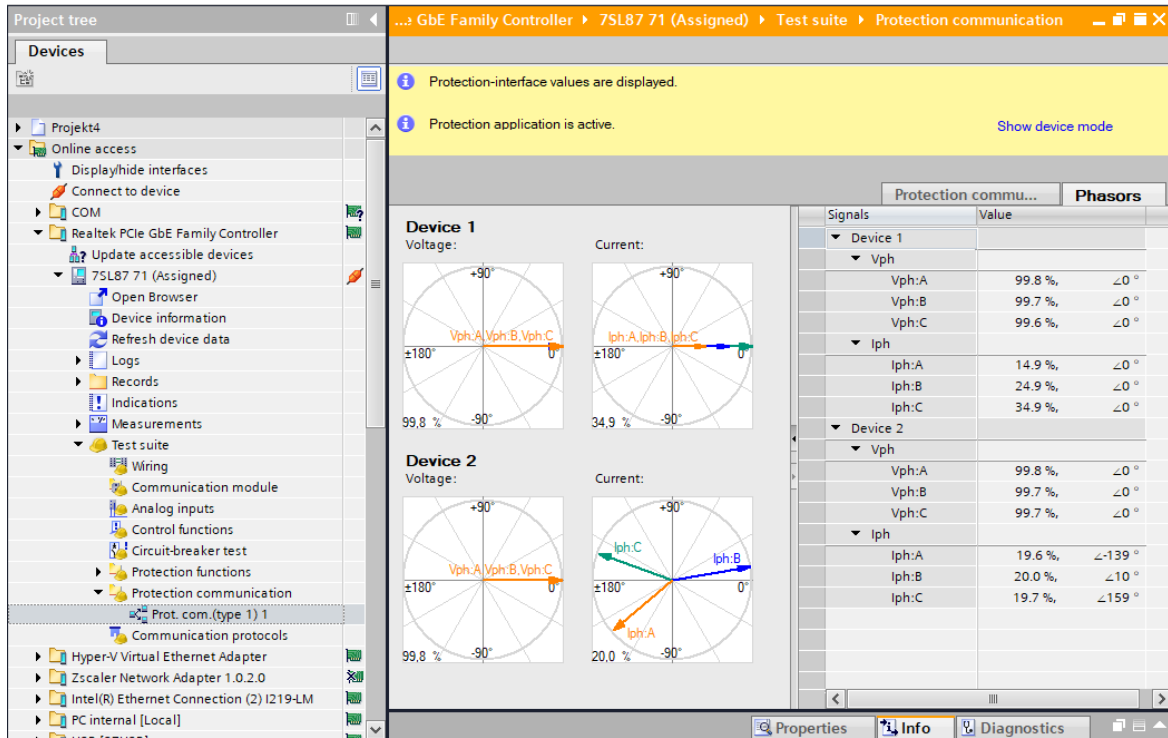 Project tree
Devices
Projekt4
Online access
Display/hide interfaces
Connect to device
COM
Realtek PCIe GbE Family Controller
Update accessible devices
7SL87 71 (Assigned)
Open Browser
Device information
Refresh device data
Logs
Records
Indications
Measurements
Test suite
Wiring
Communication module
Analog inputs
Control functions
Circuit-breaker test
Protection functions
Protection communication
Prot. com.(type 1) 1
Communication protocols
Hyper-V Virtual Ethernet Adapter
Zscaler Network Adapter 1.0.2.0
Intel(R) Ethernet Connection (2) I219-LM
PC internal [Local]
...e GbE Family Controller 7SL87 71 (Assigned) Test suite Protection communication
Protection-interface values are displayed.
Protection application is active. Show device mode
Protection commu... Phasors
Device 1
Voltage: Current:
+90° +90°
Vph:A,Vph:B,Vph:C Iph:A,Iph:B,Iph:C
±180° 0° ±180° 0°
99,8 % -90° 34,9 % -90°
Device 2
Voltage: Current:
+90° +90°
Iph:C Iph:B
Vph:A,Vph:B,Vph:C
±180° 0° ±180° 0°
Iph:A
99,8 % -90° 20,0 % -90°
Signals Value
Device 1
Vph
Vph:A 99.8 %, ∠0 °
Vph:B 99.7 %, ∠0 °
Vph:C 99.6 %, ∠0 °
Iph
Iph:A 14.9 %, ∠0 °
Iph:B 24.9 %, ∠0 °
Iph:C 34.9 %, ∠0 °
Device 2
Vph
Vph:A 99.8 %, ∠0 °
Vph:B 99.7 %, ∠0 °
Vph:C 99.7 %, ∠0 °
Iph
Iph:A 19.6 %, ∠-139 °
Iph:B 20.0 %, ∠10 °
Iph:C 19.7 %, ∠159 °
Properties Info Diagnostics